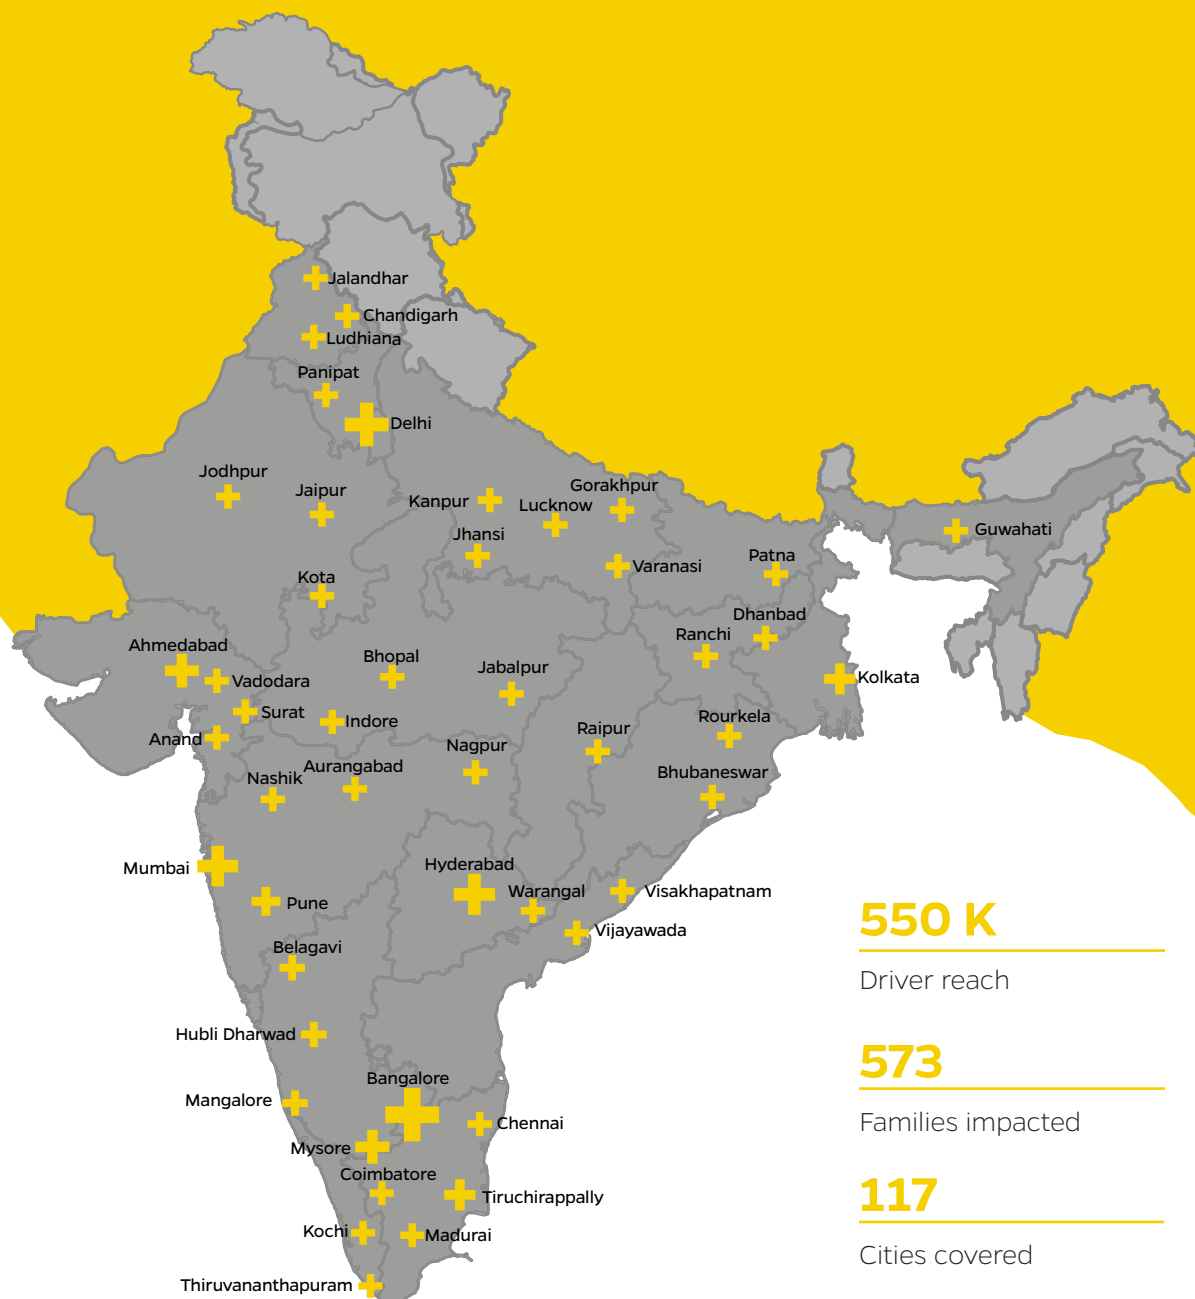 Jalandhar
Chandigarh
Ludhiana
Panipat
Delhi
Jodhpur
Jaipur
Kanpur
Gorakhpur
Lucknow
Jhansi
Varanasi
Patna
Guwahati
Kota
Dhanbad
Ranchi
Ahmedabad
Bhopal
Jabalpur
Vadodara
Kolkata
Surat
Indore
Anand
Rourkela
Raipur
Nagpur
Aurangabad
Nashik
Bhubaneswar
Mumbai
Hyderabad
Warangal
Visakhapatnam
Pune
Vijayawada
Belagavi
Hubli Dharwad
Bangalore
Mangalore
Chennai
Mysore
Coimbatore
Tiruchirappally
Kochi
Madurai
Thiruvananthapuram
550 K
Driver reach
573
Families impacted
117
Cities covered